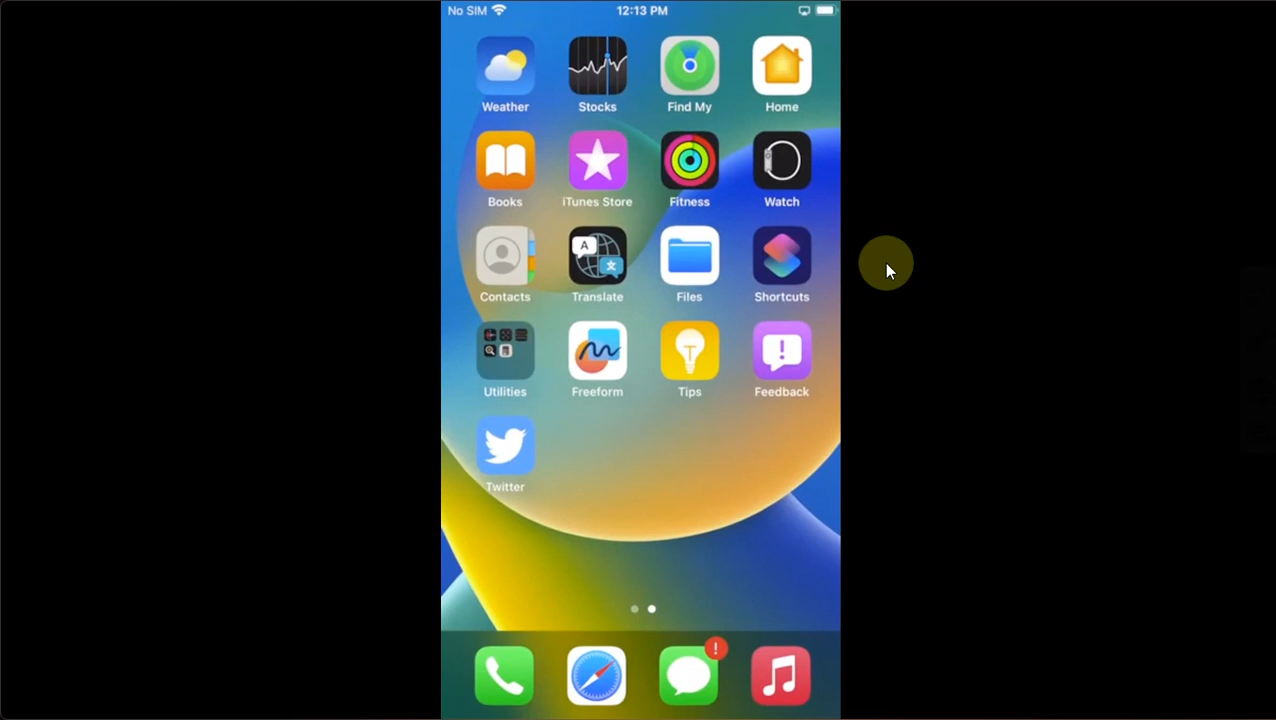 No SIM 12:13 PM
Weather Stocks Find My Home
Books iTunes Store Fitness Watch
A 文
Contacts Translate Files Shortcuts
Utilities Freeform Tips Feedback
Twitter
!